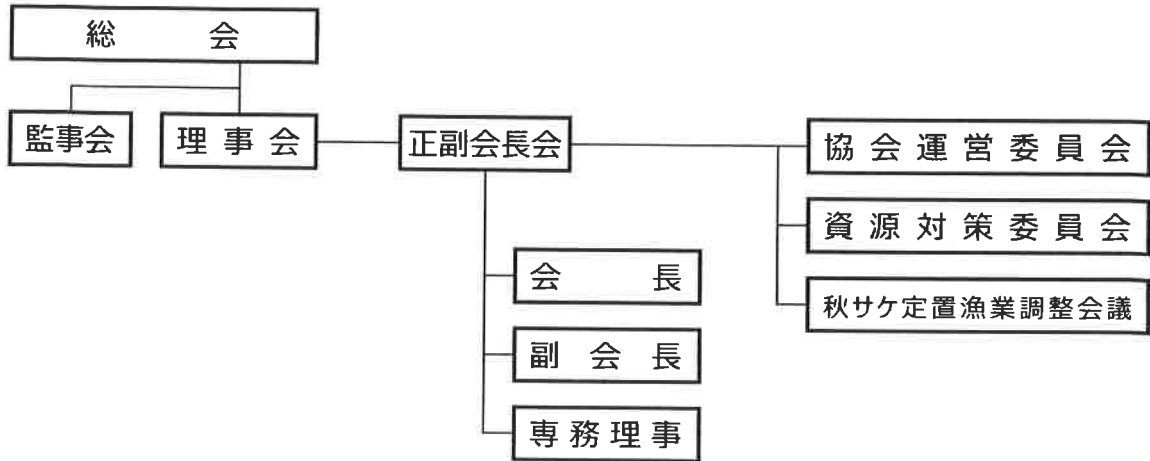 総会
監事会
理事会
正副会長会
会長
副会長
専務理事
協会運営委員会
資源対策委員会
秋サケ定置漁業調整会議